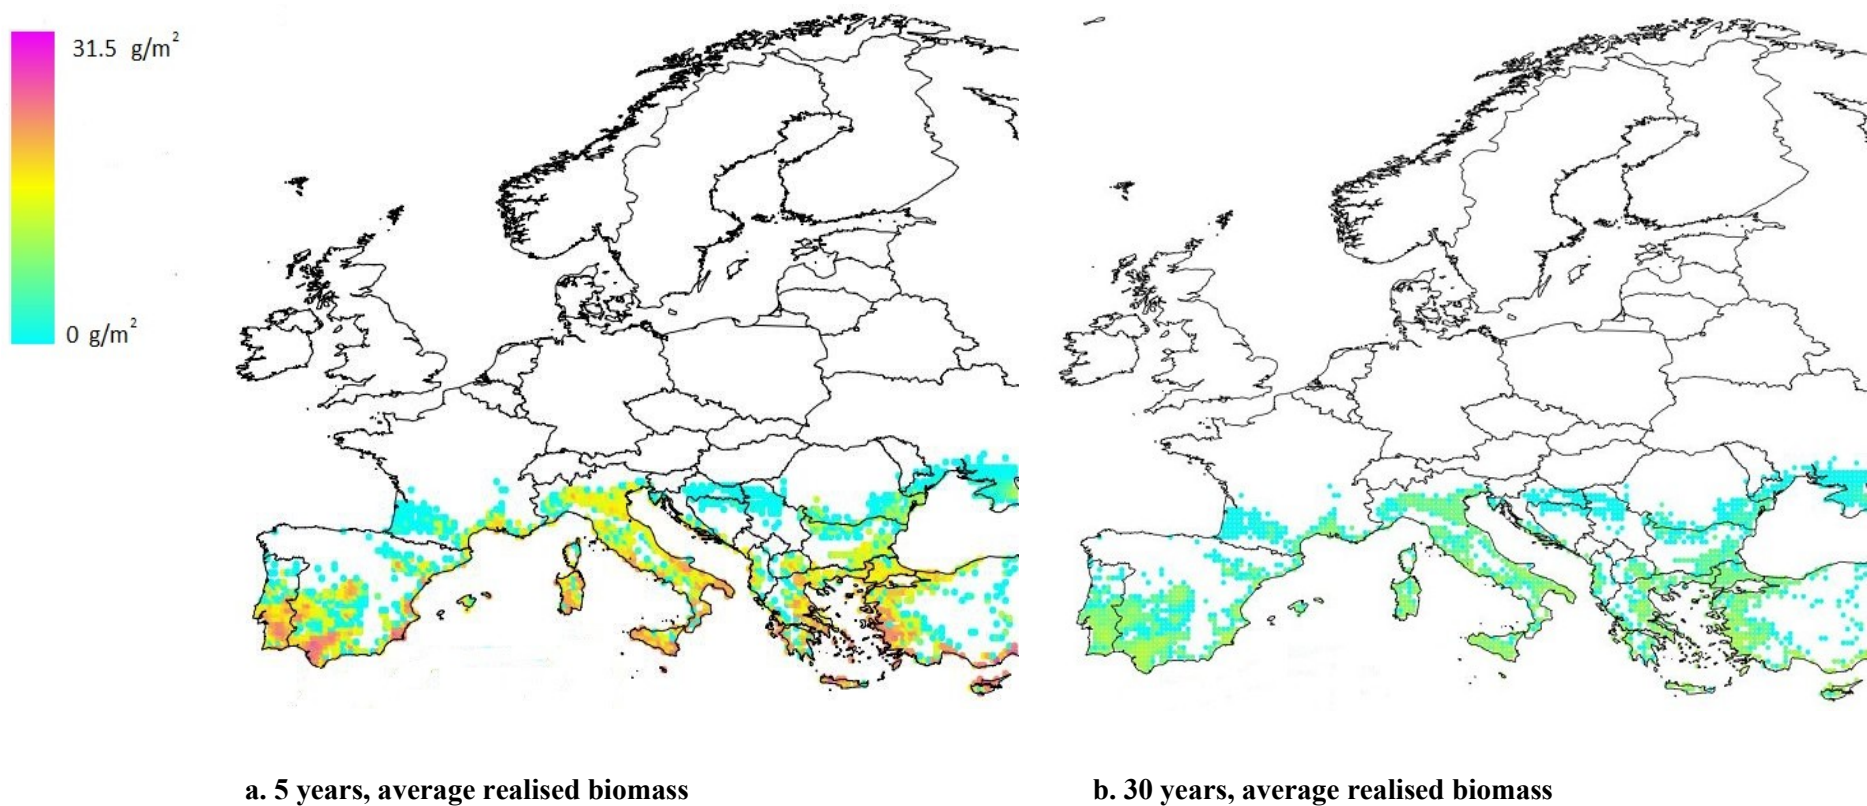 31.5 g/m²
0 g/m²
a. 5 years, average realised biomass
b. 30 years, average realised biomass